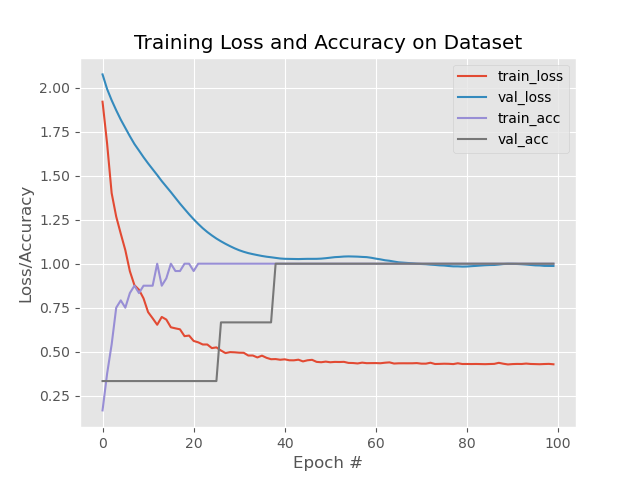 Training Loss and Accuracy on Dataset
train_loss
val_loss
train_acc
val_acc
2.00
1.75
1.50
1.25
1.00
0.75
0.50
0.25
Loss/Accuracy
0 20 40 60 80 100
Epoch #